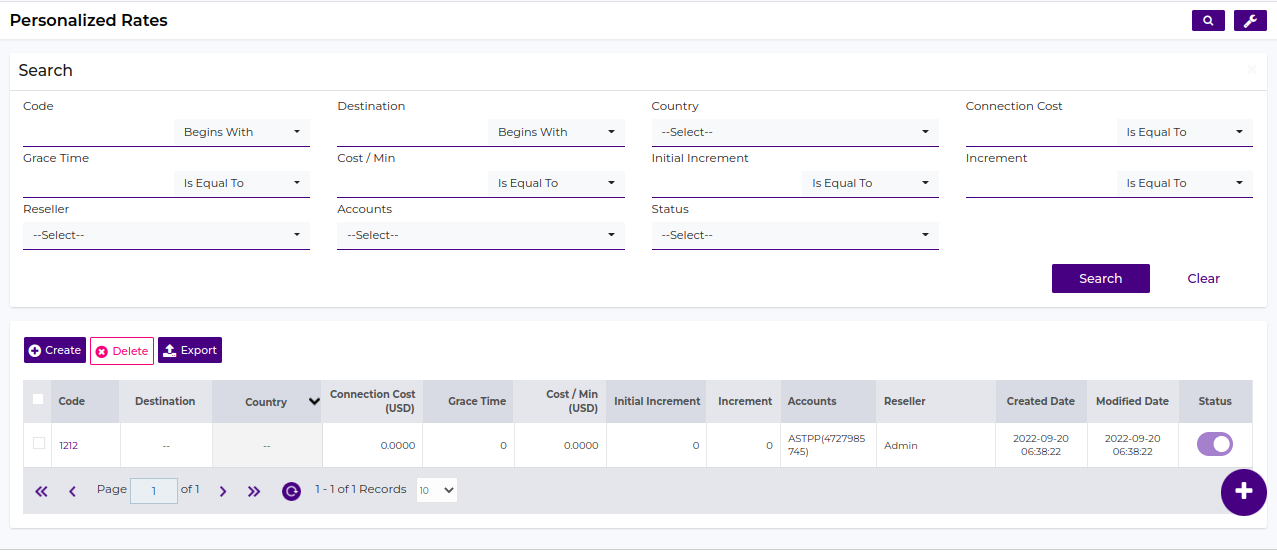 Personalized Rates
Search
Code Destination Country Connection Cost
Begins With Begins With --Select-- Is Equal To
Grace Time Cost / Min Initial Increment Increment
Is Equal To Is Equal To Is Equal To Is Equal To
Reseller Accounts Status
--Select-- --Select-- --Select--
Search Clear
Create Delete Export
Code Destination Country Connection Cost (USD) Grace Time Cost / Min (USD) Initial Increment Increment Accounts Reseller Created Date Modified Date Status
1212 -- -- 0.0000 0 0.0000 0 0 ASTPP(4727985745) Admin 2022-09-20 06:38:22 2022-09-20 06:38:22
Page 1 of 1 1 - 1 of 1 Records 10